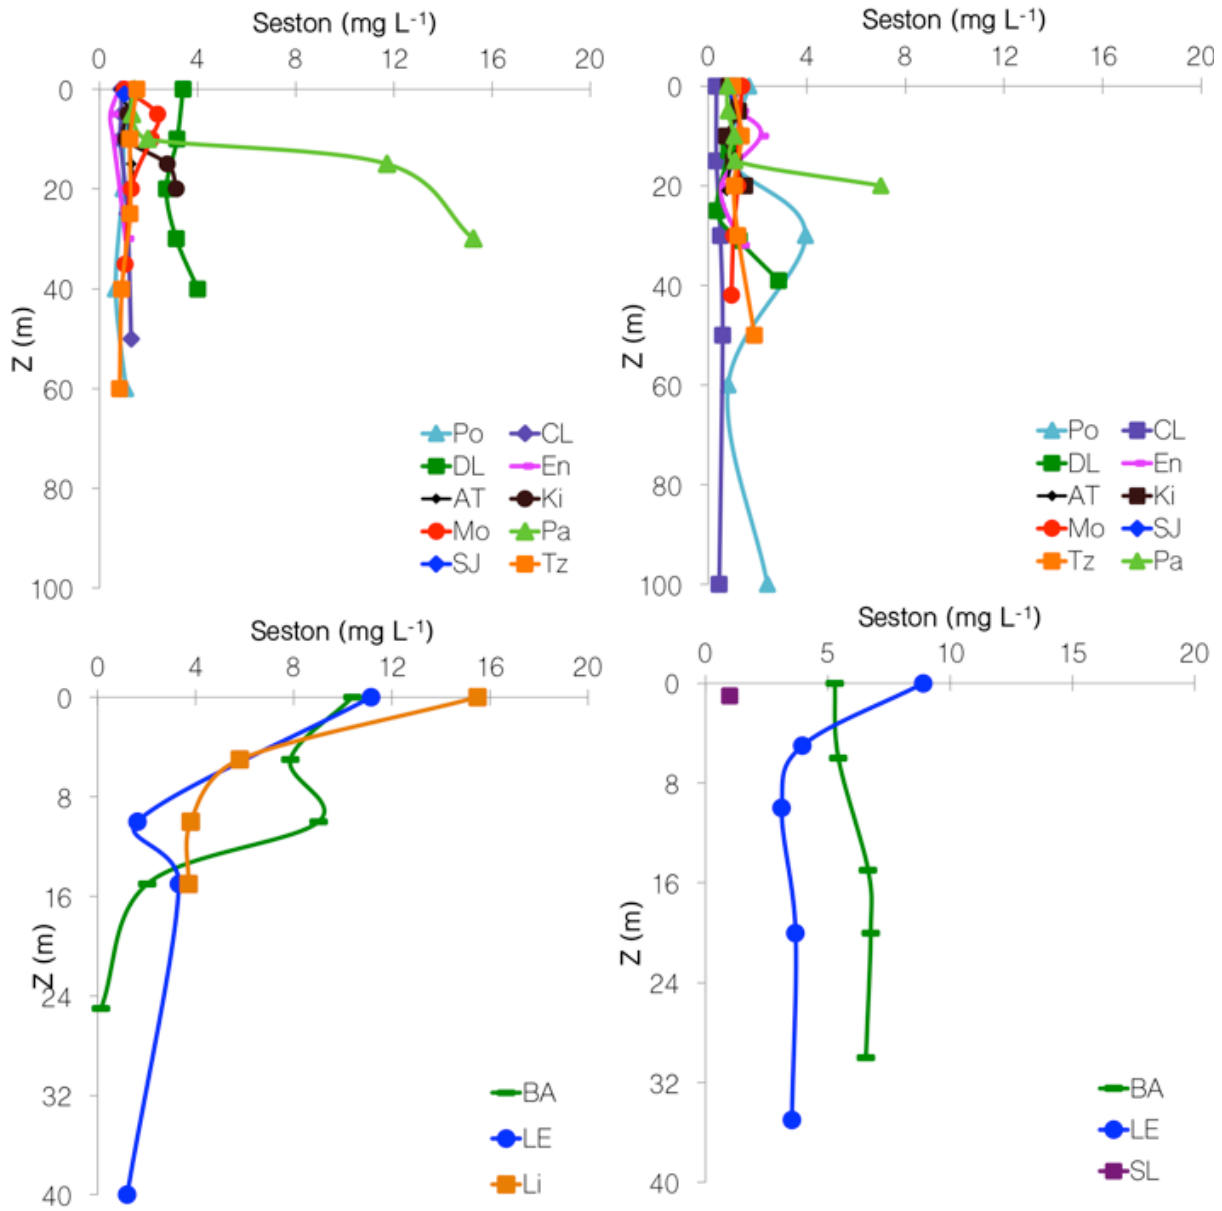 Seston (mg L⁻¹)
0 4 8 12 16 20
0
20
40
60
80
100
Z (m)
Po CL
DL En
AT Ki
Mo Pa
SJ Tz
Seston (mg L⁻¹)
0 4 8 12 16 20
0
20
40
60
80
100
Z (m)
Po CL
DL En
AT Ki
Mo SJ
Tz Pa
Seston (mg L⁻¹)
0 4 8 12 16 20
0
8
16
24
32
40
Z (m)
BA
LE
Li
Seston (mg L⁻¹)
0 5 10 15 20
0
8
16
24
32
40
Z (m)
BA
LE
SL